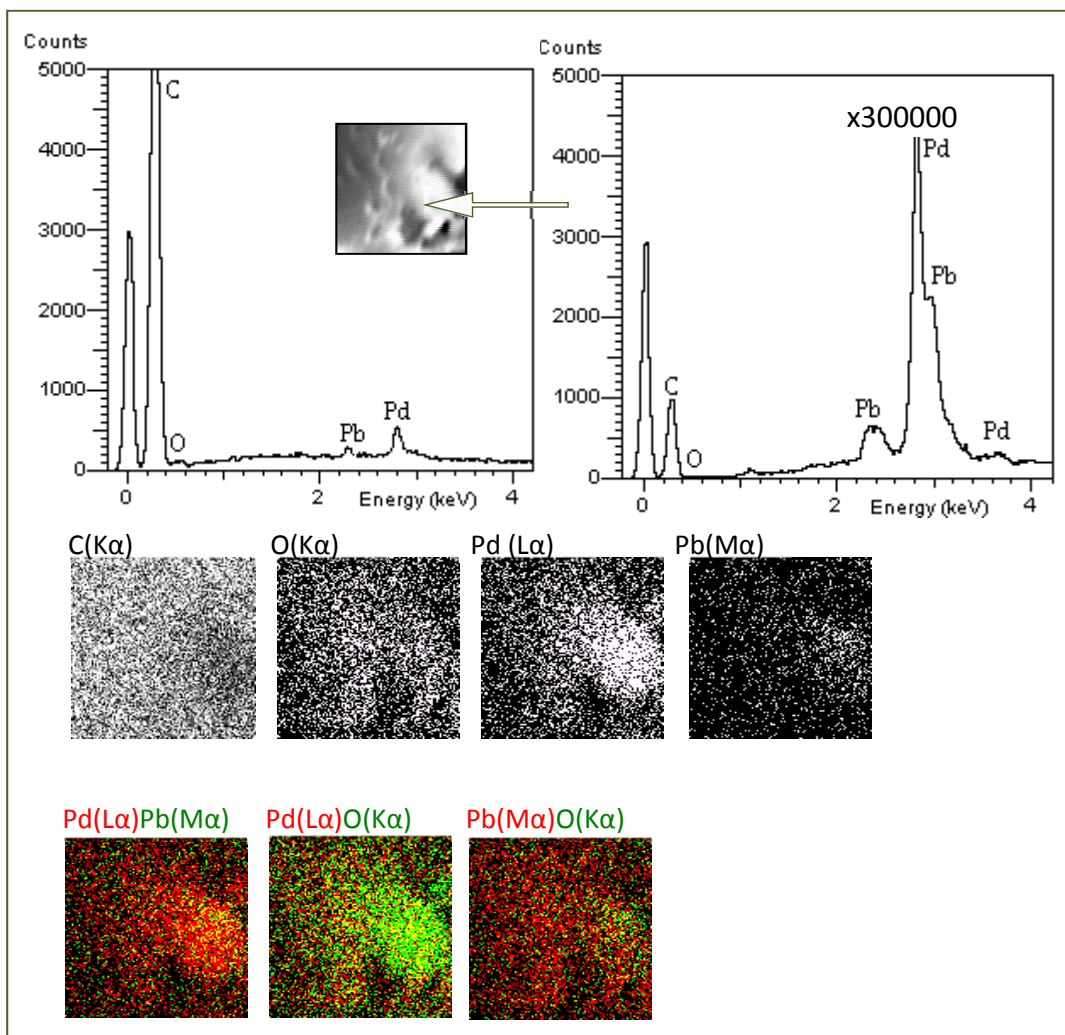 Counts
5000
4000
3000
2000
1000
0
C
O
Pb
Pd
0
2
4
Energy (keV)
Counts
5000
4000
3000
2000
1000
0
x300000
Pd
Pb
C
O
Pb
Pd
0
2
4
Energy (keV)
C(Kα) O(Kα) Pd (Lα) Pb(Mα)
Pd(Lα)Pb(Mα) Pd(Lα)O(Kα) Pb(Mα)O(Kα)